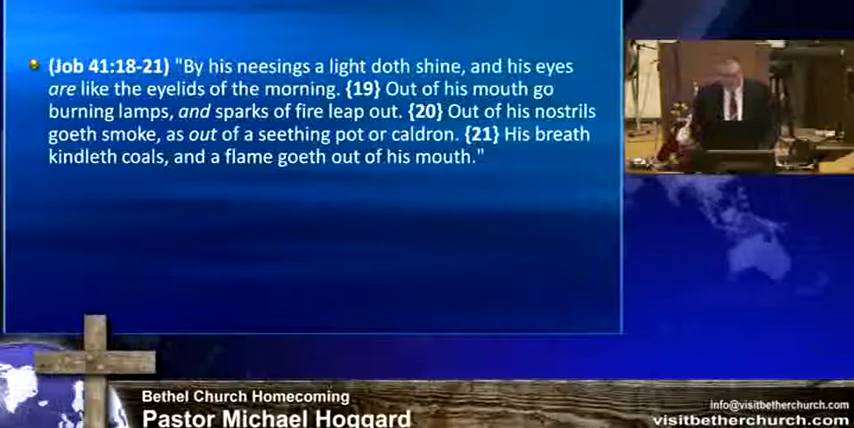 (Job 41:18-21) "By his neesings a light doth shine, and his eyes
are like the eyelids of the morning. {19} Out of his mouth go
burning lamps, and sparks of fire leap out. {20} Out of his nostrils
goeth smoke, as out of a seething pot or caldron. {21} His breath
kindleth coals, and a flame goeth out of his mouth."
Bethel Church Homecoming
Pastor Michael Hoggard
info@visitbetherchurch.com
visitbetherchurch.com